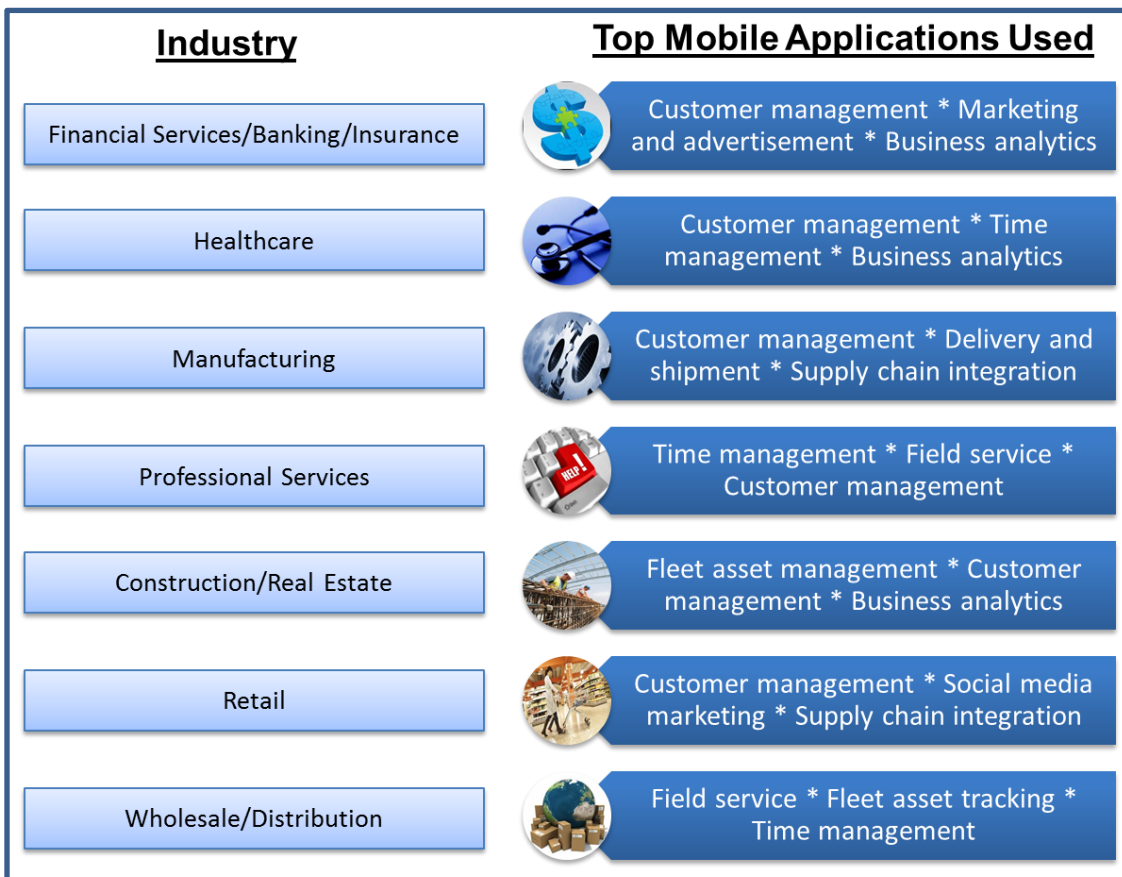 Industry
Top Mobile Applications Used
Financial Services/Banking/Insurance
Customer management * Marketing
and advertisement * Business analytics
Healthcare
Customer management * Time
management * Business analytics
Manufacturing
Customer management * Delivery and
shipment * Supply chain integration
Professional Services
HELP!
Time management * Field service *
Customer management
Construction/Real Estate
Fleet asset management * Customer
management * Business analytics
Retail
Customer management * Social media
marketing * Supply chain integration
Wholesale/Distribution
Field service * Fleet asset tracking *
Time management